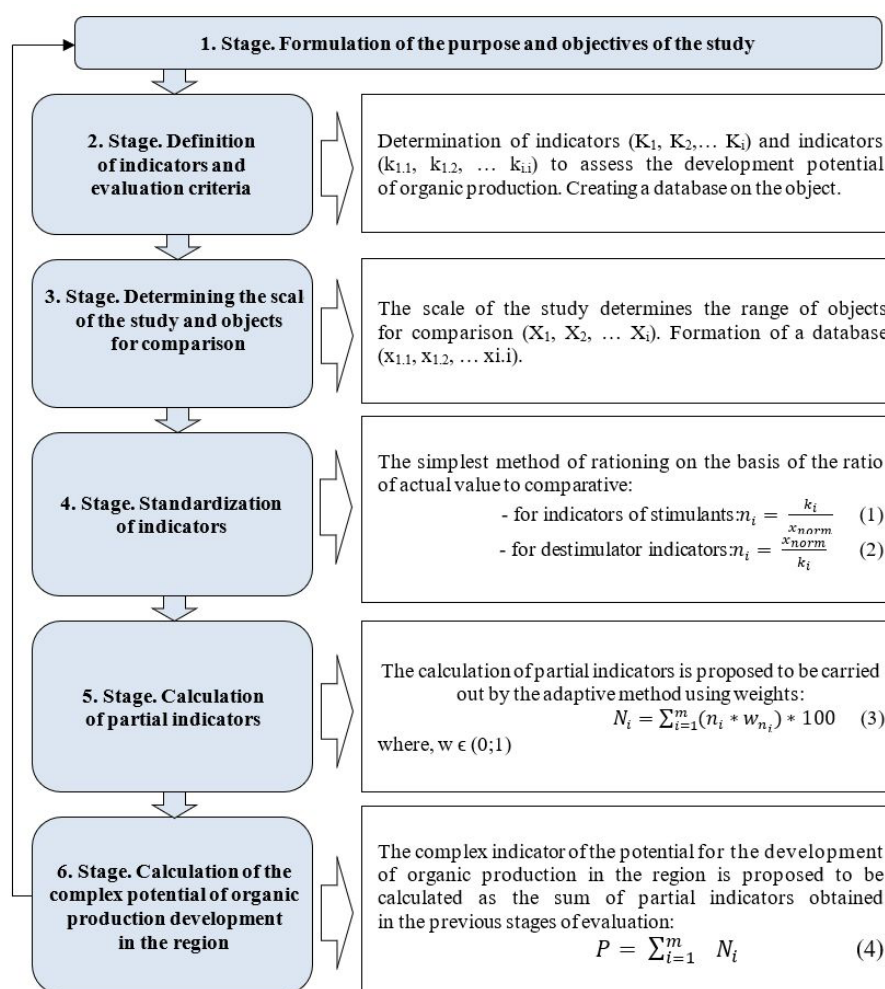 1. Stage. Formulation of the purpose and objectives of the study
2. Stage. Definition
of indicators and
evaluation criteria
Determination of indicators (K₁, K₂,… Kᵢ) and indicators
(k₁.₁, k₁.₂, … kᵢ.ᵢ) to assess the development potential
of organic production. Creating a database on the object.
3. Stage. Determining the scal
of the study and objects
for comparison
The scale of the study determines the range of objects
for comparison (X₁, X₂, … Xᵢ). Formation of a database
(x₁.₁, x₁.₂, … xi.i).
4. Stage. Standardization
of indicators
The simplest method of rationing on the basis of the ratio
of actual value to comparative:
- for indicators of stimulants: nᵢ = kᵢ / x_norm (1)
- for destimulator indicators: nᵢ = x_norm / kᵢ (2)
5. Stage. Calculation
of partial indicators
The calculation of partial indicators is proposed to be carried
out by the adaptive method using weights:
Nᵢ = ∑ᵢ₌₁ᵐ(nᵢ * w_nᵢ) * 100 (3)
where, w ϵ (0;1)
6. Stage. Calculation of the
complex potential of organic
production development
in the region
The complex indicator of the potential for the development
of organic production in the region is proposed to be
calculated as the sum of partial indicators obtained
in the previous stages of evaluation:
P = ∑ᵢ₌₁ᵐ Nᵢ (4)